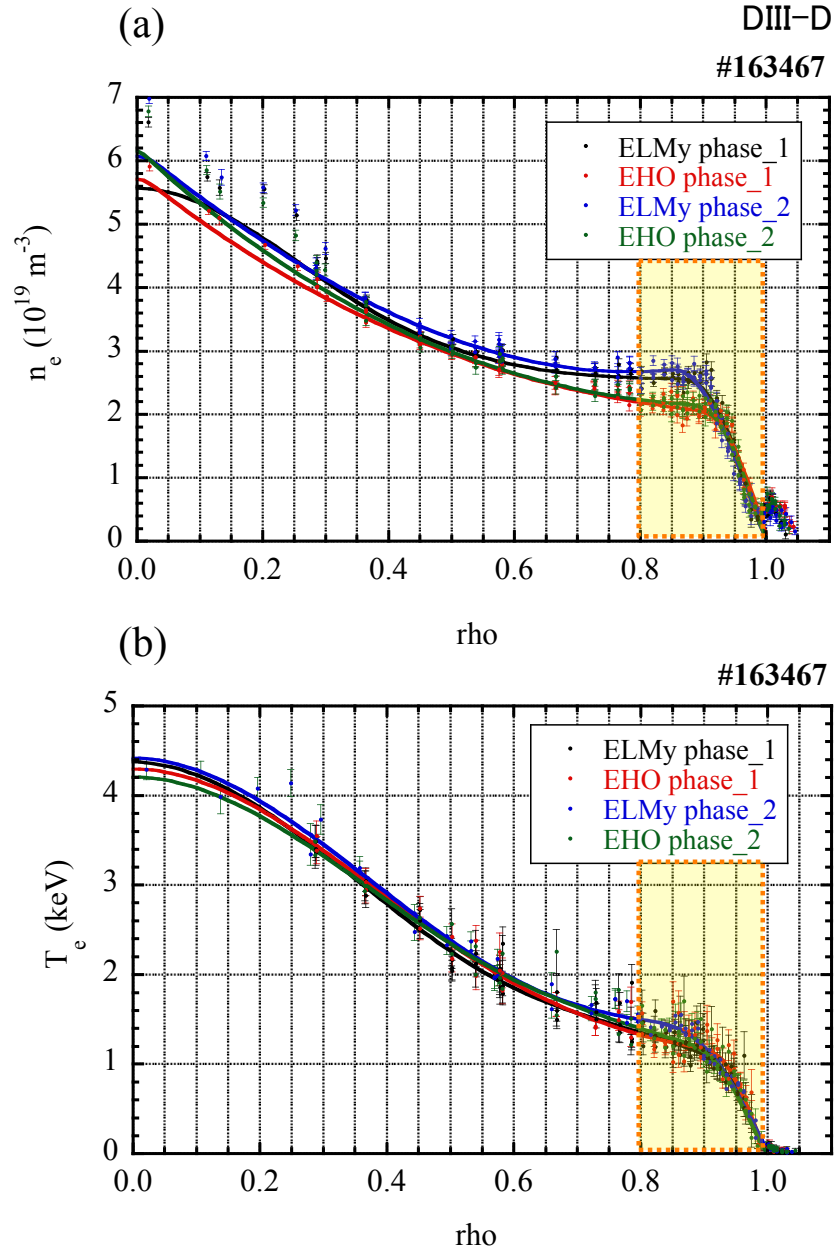 (a)
DIII-D
#163467
7
6
5
4
3
2
1
0
n_e (10^19 m^-3)
ELMy phase_1
EHO phase_1
ELMy phase_2
EHO phase_2
0.0 0.2 0.4 0.6 0.8 1.0
rho
(b)
#163467
5
4
3
2
1
0
T_e (keV)
ELMy phase_1
EHO phase_1
ELMy phase_2
EHO phase_2
0.0 0.2 0.4 0.6 0.8 1.0
rho